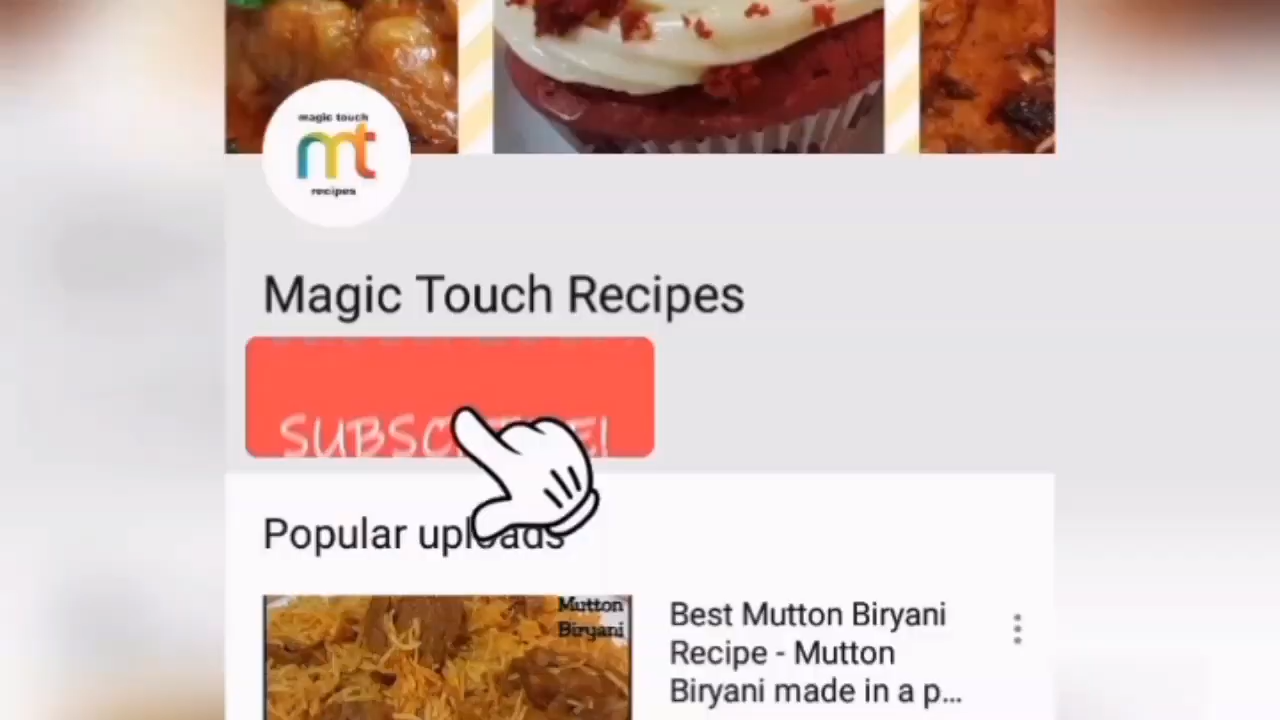 magic touch
mt
recipes
Magic Touch Recipes
SUBSCRIBE!
Popular uploads
Mutton
Biryani
Best Mutton Biryani
Recipe - Mutton
Biryani made in a p...